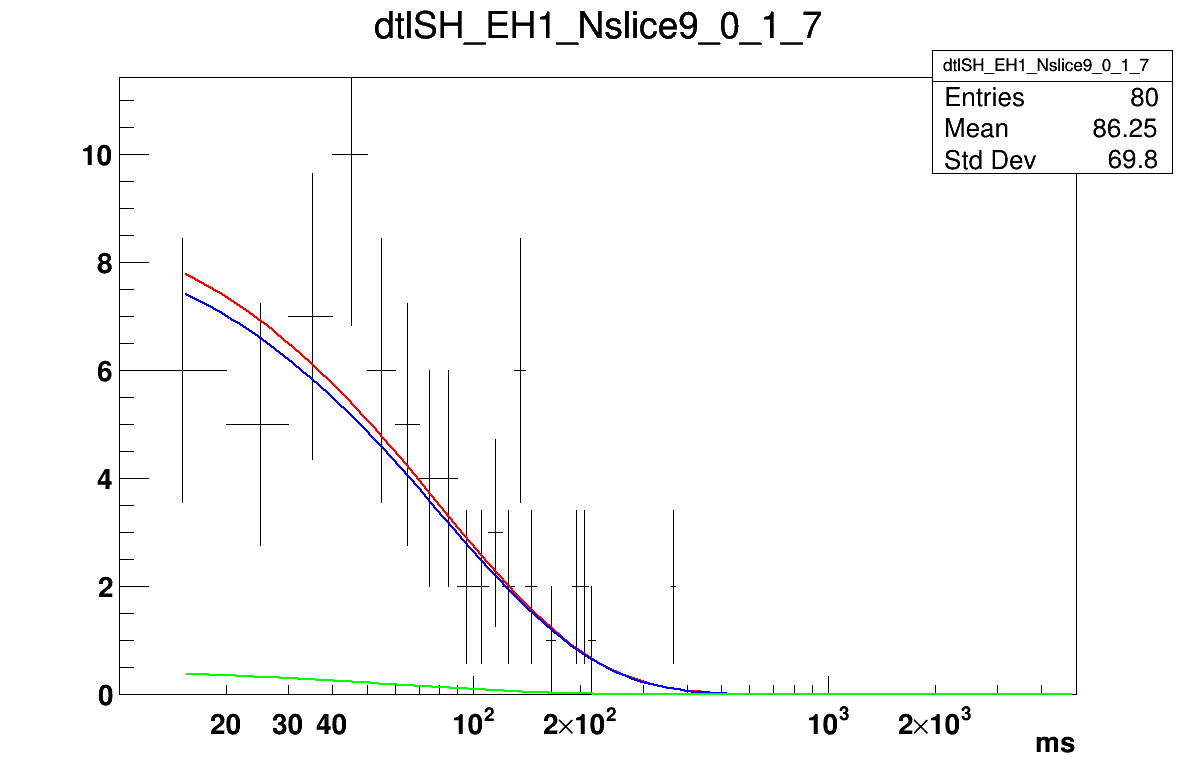 dtlSH_EH1_Nslice9_0_1_7
dtlSH_EH1_Nslice9_0_1_7
Entries 80
Mean 86.25
Std Dev 69.8
10
8
6
4
2
0
20 30 40 10² 2×10² 10³ 2×10³
ms